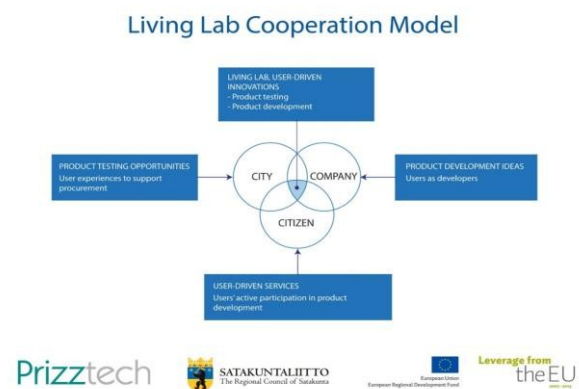 Living Lab Cooperation Model
LIVING LAB, USER-DRIVEN
INNOVATIONS
- Product testing
- Product development
PRODUCT TESTING OPPORTUNITIES
User experiences to support
procurement
CITY
COMPANY
CITIZEN
PRODUCT DEVELOPMENT IDEAS
Users as developers
USER-DRIVEN SERVICES
Users' active participation in product
development
Prizztech
SATAKUNTALIITTO
The Regional Council of Satakunta
European Union
European Regional Development Fund
Leverage from
the EU